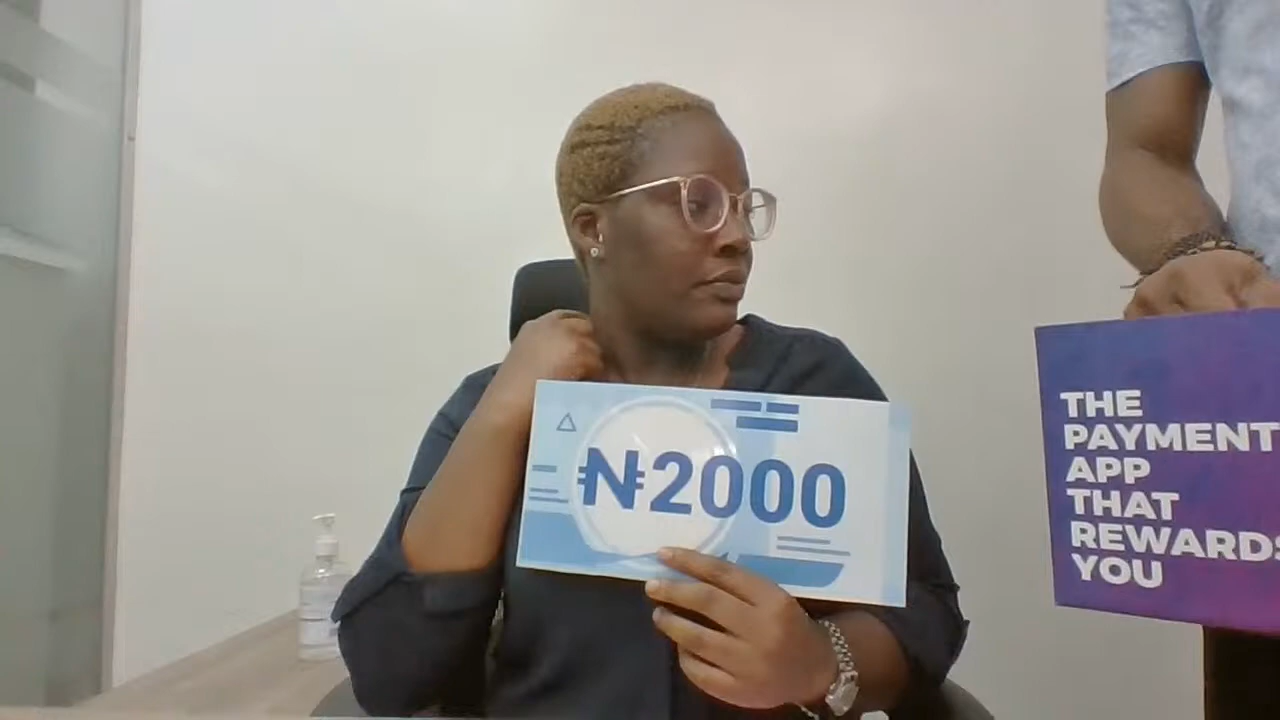 ₦2000
THE
PAYMENT
APP
THAT
REWARDS
YOU